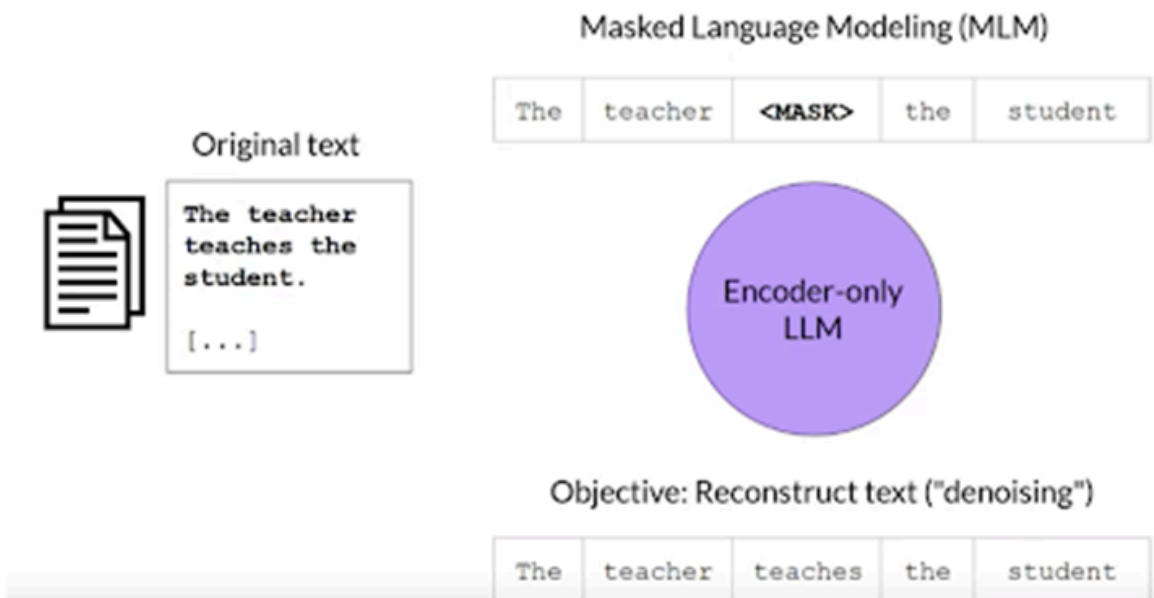 Masked Language Modeling (MLM)
The teacher <MASK> the student
Original text
The teacher
teaches the
student.
[...]
Encoder-only
LLM
Objective: Reconstruct text ("denoising")
The teacher teaches the student